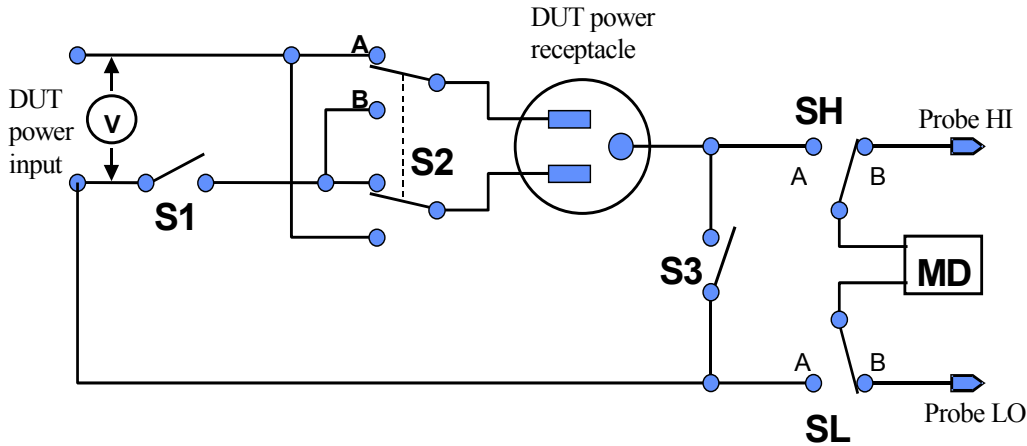 DUT power
receptacle
DUT
power
input
V
A
B
S1
S2
S3
SH
A
B
Probe HI
MD
A
B
SL
Probe LO